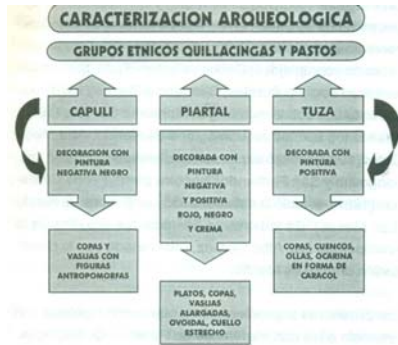 CARACTERIZACION ARQUEOLOGICA
GRUPOS ETNICOS QUILLACINGAS Y PASTOS
CAPULI
DECORACION CON
PINTURA
NEGATIVA NEGRO
COPAS Y
VASIJAS CON
FIGURAS
ANTROPOMORFAS
PIARTAL
DECORADA CON
PINTURA
NEGATIVA
Y POSITIVA
ROJO, NEGRO
Y CREMA
PLATOS, COPAS,
VASIJAS
ALARGADAS,
OVOIDAL, CUELLO
ESTRECHO
TUZA
DECORADA CON
PINTURA
POSITIVA
COPAS, CUENCOS,
OLLAS, OCARINA
EN FORMA DE
CARACOL